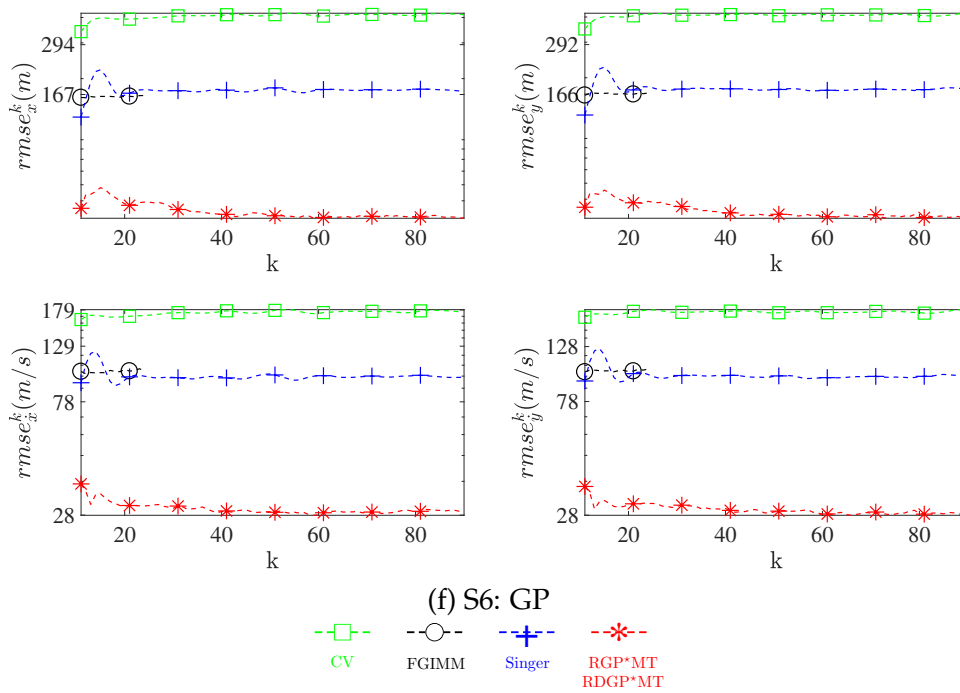 294
167
rmse_x^k(m)
20
40
60
80
k
292
166
rmse_y^k(m)
20
40
60
80
k
179
129
78
28
rmse_ẋ^k(m/s)
20
40
60
80
k
128
78
28
rmse_ẏ^k(m/s)
20
40
60
80
k
(f) S6: GP
CV
FGIMM
Singer
RGP*MT
RDGP*MT